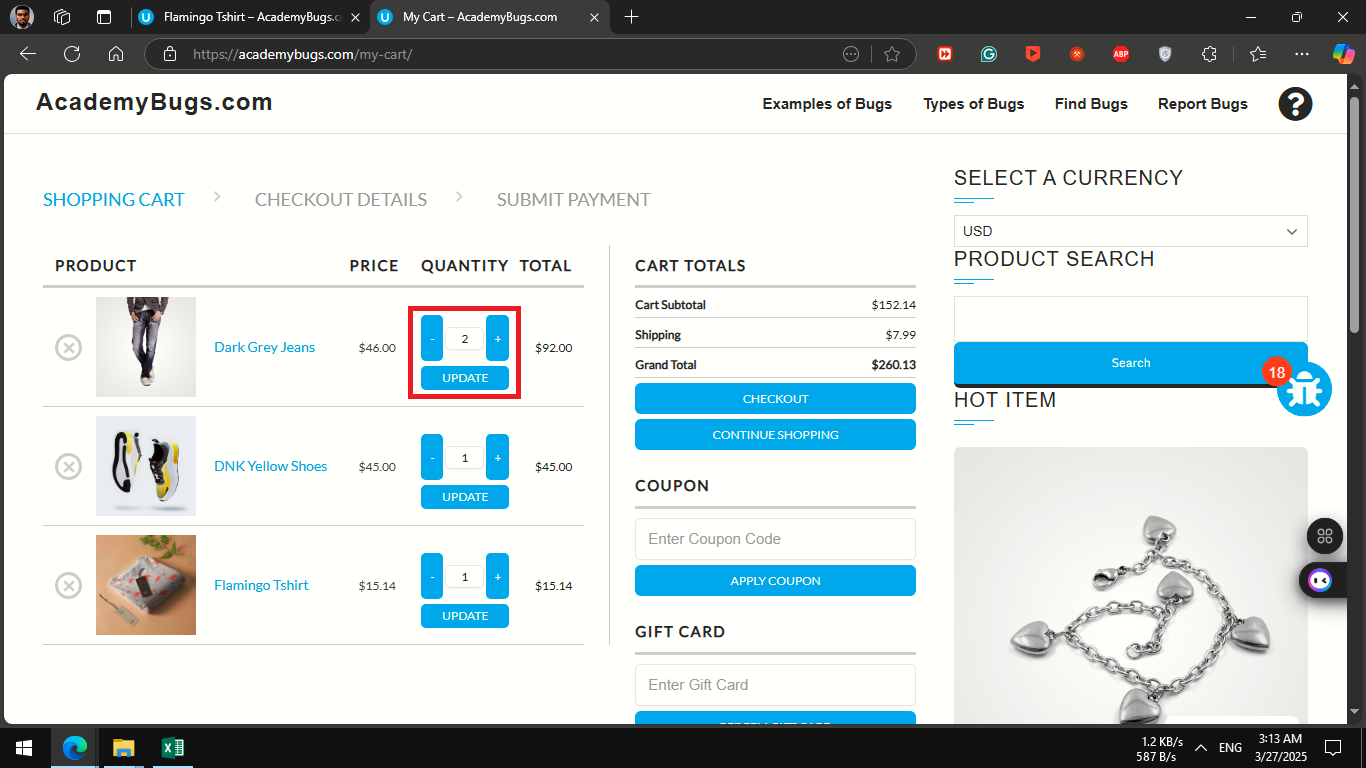 Flamingo Tshirt – AcademyBugs.co
My Cart – AcademyBugs.com
https://academybugs.com/my-cart/
ABP
AcademyBugs.com
Examples of Bugs
Types of Bugs
Find Bugs
Report Bugs
?
SHOPPING CART
CHECKOUT DETAILS
SUBMIT PAYMENT
PRODUCT PRICE QUANTITY TOTAL
Dark Grey Jeans $46.00 - 2 + $92.00
UPDATE
DNK Yellow Shoes $45.00 - 1 + $45.00
UPDATE
Flamingo Tshirt $15.14 - 1 + $15.14
UPDATE
CART TOTALS
Cart Subtotal $152.14
Shipping $7.99
Grand Total $260.13
CHECKOUT
CONTINUE SHOPPING
COUPON
Enter Coupon Code
APPLY COUPON
GIFT CARD
Enter Gift Card
SELECT A CURRENCY
USD
PRODUCT SEARCH
Search
18
HOT ITEM
1.2 KB/s
587 B/s
ENG
3:13 AM
3/27/2025